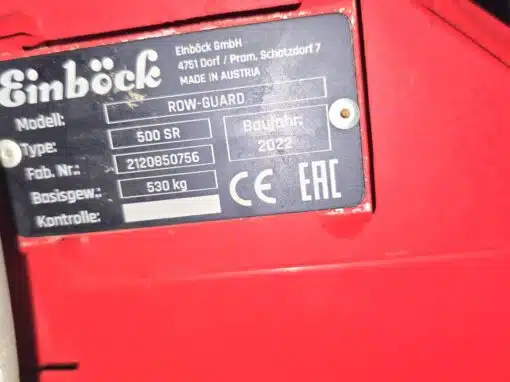 Einböck
Einböck GmbH
4751 Dorf / Pram, Schatzdorf 7
MADE IN AUSTRIA
Modell: ROW-GUARD
Type: 500 SR
Baujahr:
2022
Fab. Nr.: 2120850756
Basisgew.: 530 kg
Kontrolle:
CE EAC